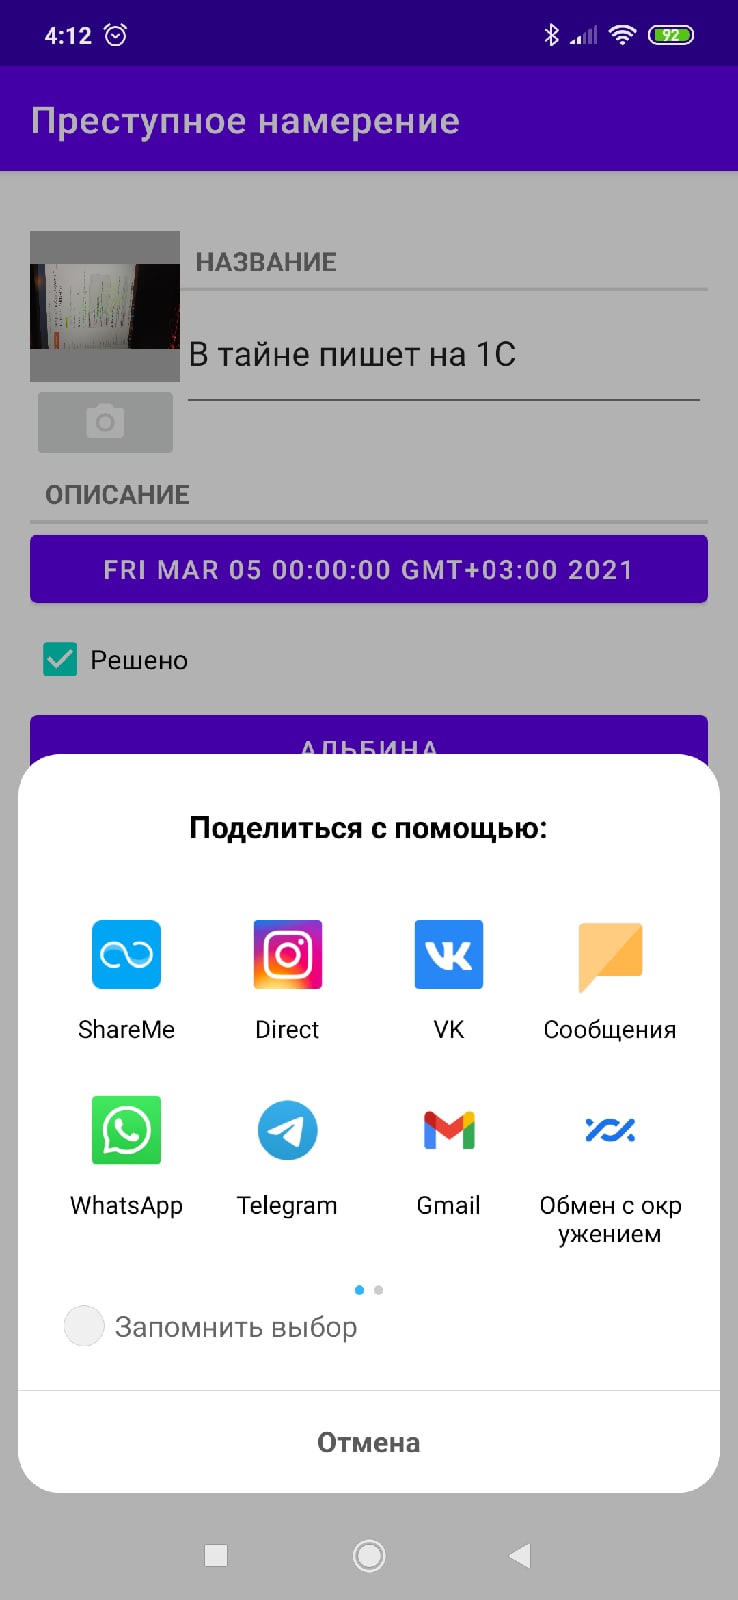 4:12
92
Преступное намерение
НАЗВАНИЕ
В тайне пишет на 1С
ОПИСАНИЕ
FRI MAR 05 00:00:00 GMT+03:00 2021
Решено
АЛЬБИНА
Поделиться с помощью:
ShareMe
Direct
VK
Сообщения
WhatsApp
Telegram
Gmail
Обмен с окр
ужением
Запомнить выбор
Отмена